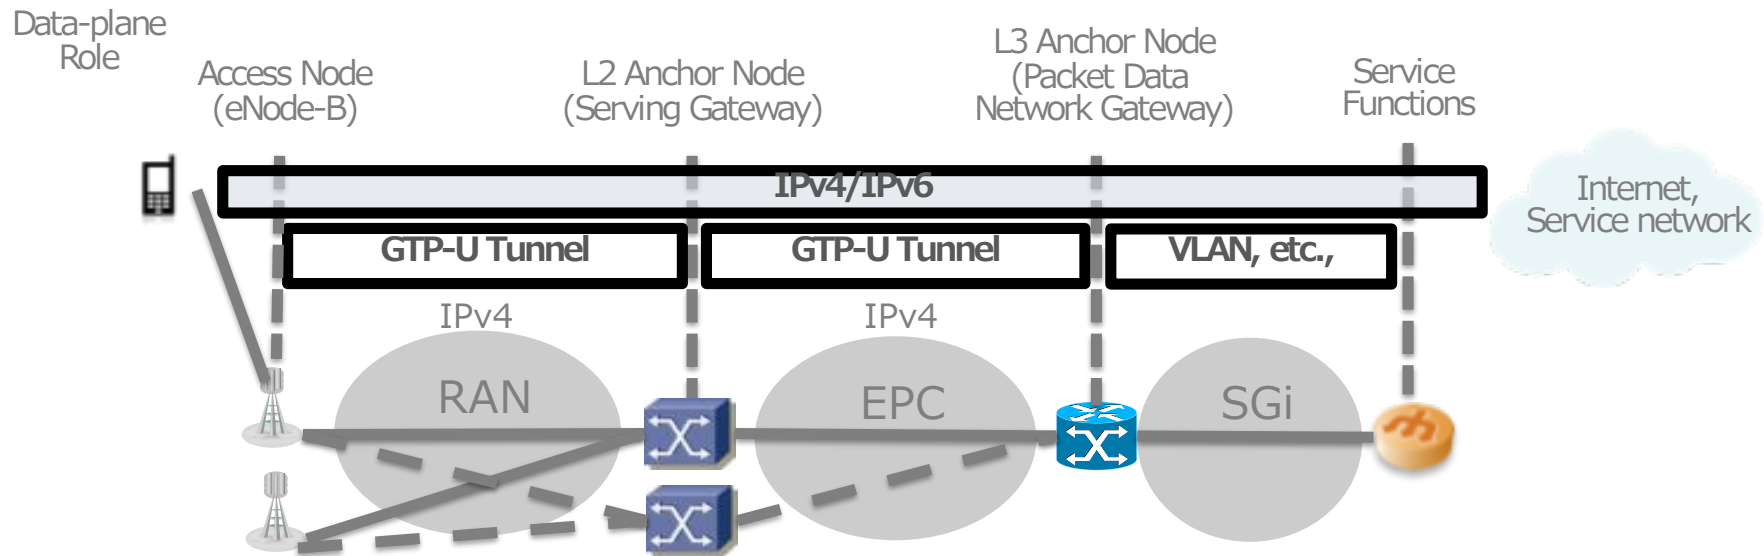 Data-plane
Role
Access Node
(eNode-B)
L2 Anchor Node
(Serving Gateway)
L3 Anchor Node
(Packet Data
Network Gateway)
Service
Functions
IPv4/IPv6
Internet,
Service network
GTP-U Tunnel
GTP-U Tunnel
VLAN, etc.,
IPv4
IPv4
RAN
EPC
SGi